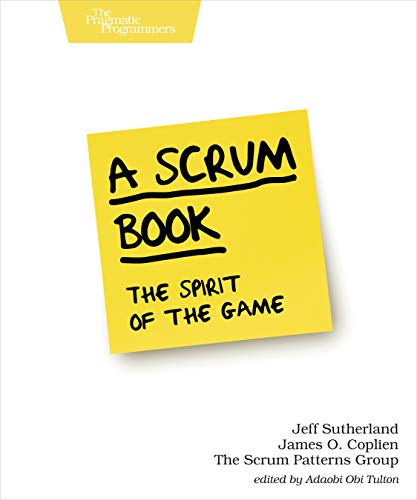 The
Pragmatic
Programmers
A SCRUM
BOOK
THE SPIRIT
OF THE GAME
Jeff Sutherland
James O. Coplien
The Scrum Patterns Group
edited by Adaobi Obi Tulton